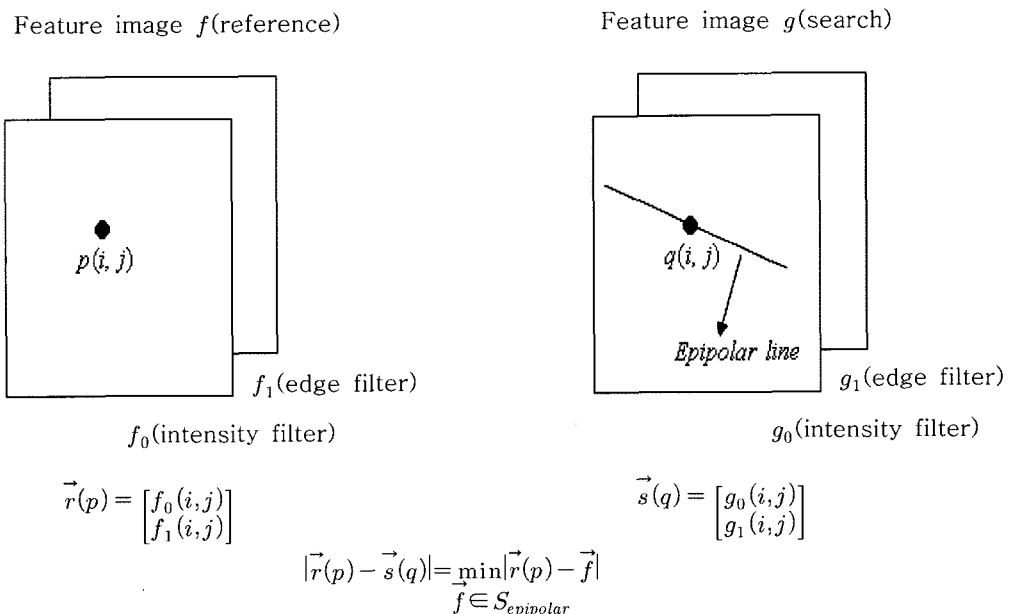 Feature image f(reference)
Feature image g(search)
p(i, j)
q(i, j)
Epipolar line
f₁(edge filter)
g₁(edge filter)
f₀(intensity filter)
g₀(intensity filter)
r⃗(p) = [f₀(i,j)
f₁(i,j)]
s⃗(q) = [g₀(i,j)
g₁(i,j)]
|r⃗(p) − s⃗(q)| = min|r⃗(p) − f⃗|
f⃗ ∈ S_epipolar